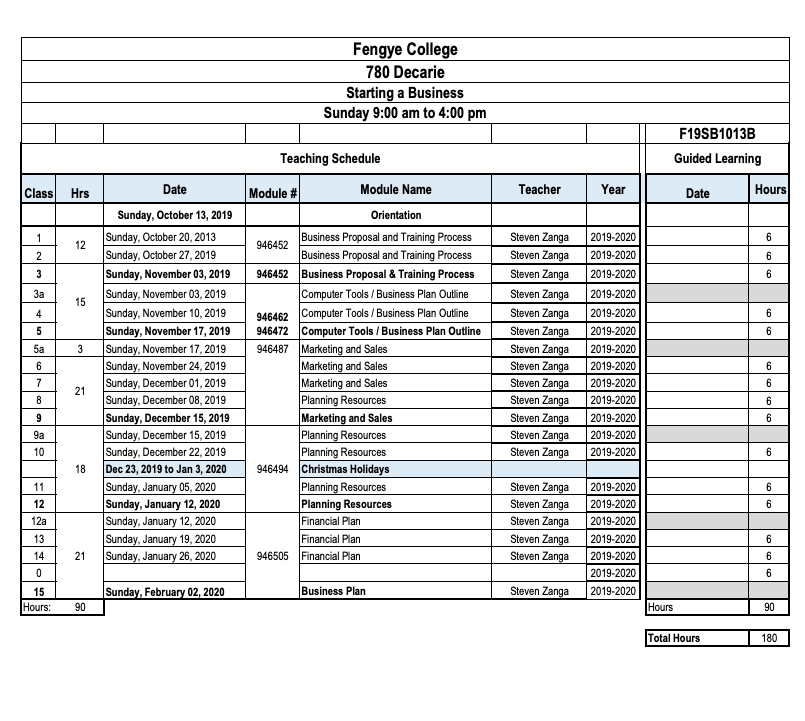 Fengye College
780 Decarie
Starting a Business
Sunday 9:00 am to 4:00 pm
F19SB1013B
Teaching Schedule Guided Learning
Class Hrs Date Module # Module Name Teacher Year Date Hours
Sunday, October 13, 2019 Orientation
1 12 Sunday, October 20, 2013 946452 Business Proposal and Training Process Steven Zanga 2019-2020 6
2 Sunday, October 27, 2019 Business Proposal and Training Process Steven Zanga 2019-2020 6
3 Sunday, November 03, 2019 946452 Business Proposal & Training Process Steven Zanga 2019-2020 6
3a 15 Sunday, November 03, 2019 Computer Tools / Business Plan Outline Steven Zanga 2019-2020
4 Sunday, November 10, 2019 946462 Computer Tools / Business Plan Outline Steven Zanga 2019-2020 6
5 Sunday, November 17, 2019 946472 Computer Tools / Business Plan Outline Steven Zanga 2019-2020 6
5a 3 Sunday, November 17, 2019 946487 Marketing and Sales Steven Zanga 2019-2020
6 Sunday, November 24, 2019 Marketing and Sales Steven Zanga 2019-2020 6
7 21 Sunday, December 01, 2019 Marketing and Sales Steven Zanga 2019-2020 6
8 Sunday, December 08, 2019 Planning Resources Steven Zanga 2019-2020 6
9 Sunday, December 15, 2019 Marketing and Sales Steven Zanga 2019-2020 6
9a Sunday, December 15, 2019 Planning Resources Steven Zanga 2019-2020
10 Sunday, December 22, 2019 Planning Resources Steven Zanga 2019-2020 6
18 Dec 23, 2019 to Jan 3, 2020 946494 Christmas Holidays
11 Sunday, January 05, 2020 Planning Resources Steven Zanga 2019-2020 6
12 Sunday, January 12, 2020 Planning Resources Steven Zanga 2019-2020 6
12a Sunday, January 12, 2020 Financial Plan Steven Zanga 2019-2020
13 Sunday, January 19, 2020 Financial Plan Steven Zanga 2019-2020 6
14 21 Sunday, January 26, 2020 946505 Financial Plan Steven Zanga 2019-2020 6
0 2019-2020 6
15 Sunday, February 02, 2020 Business Plan Steven Zanga 2019-2020
Hours: 90 Hours 90
Total Hours 180